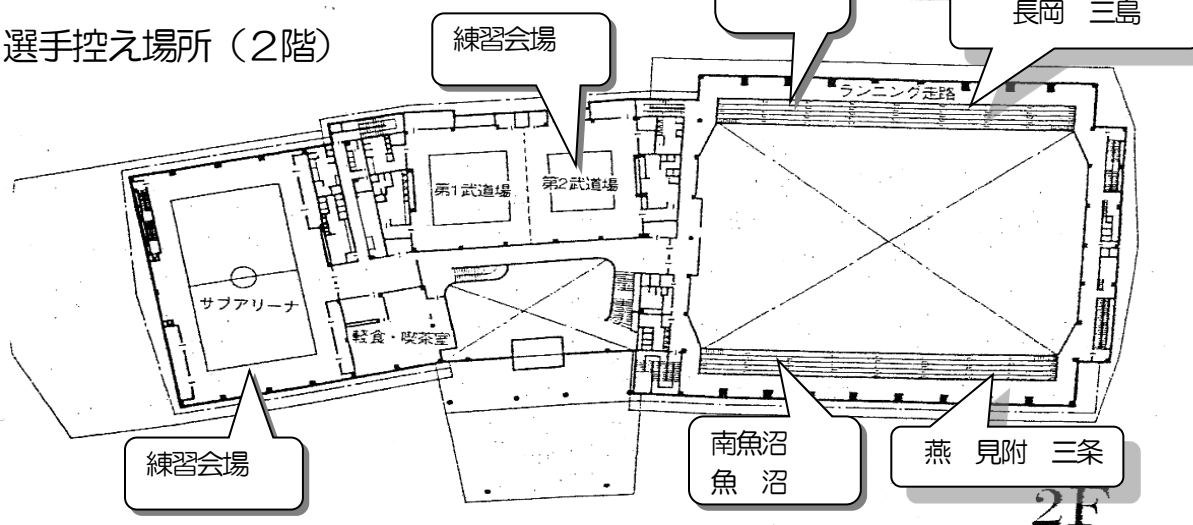 長岡　三島
選手控え場所（２階）
練習会場
ランニング走路
第1武道場
第2武道場
サブアリーナ
軽食・喫茶室
練習会場
南魚沼
魚　沼
燕　見附　三条
2F